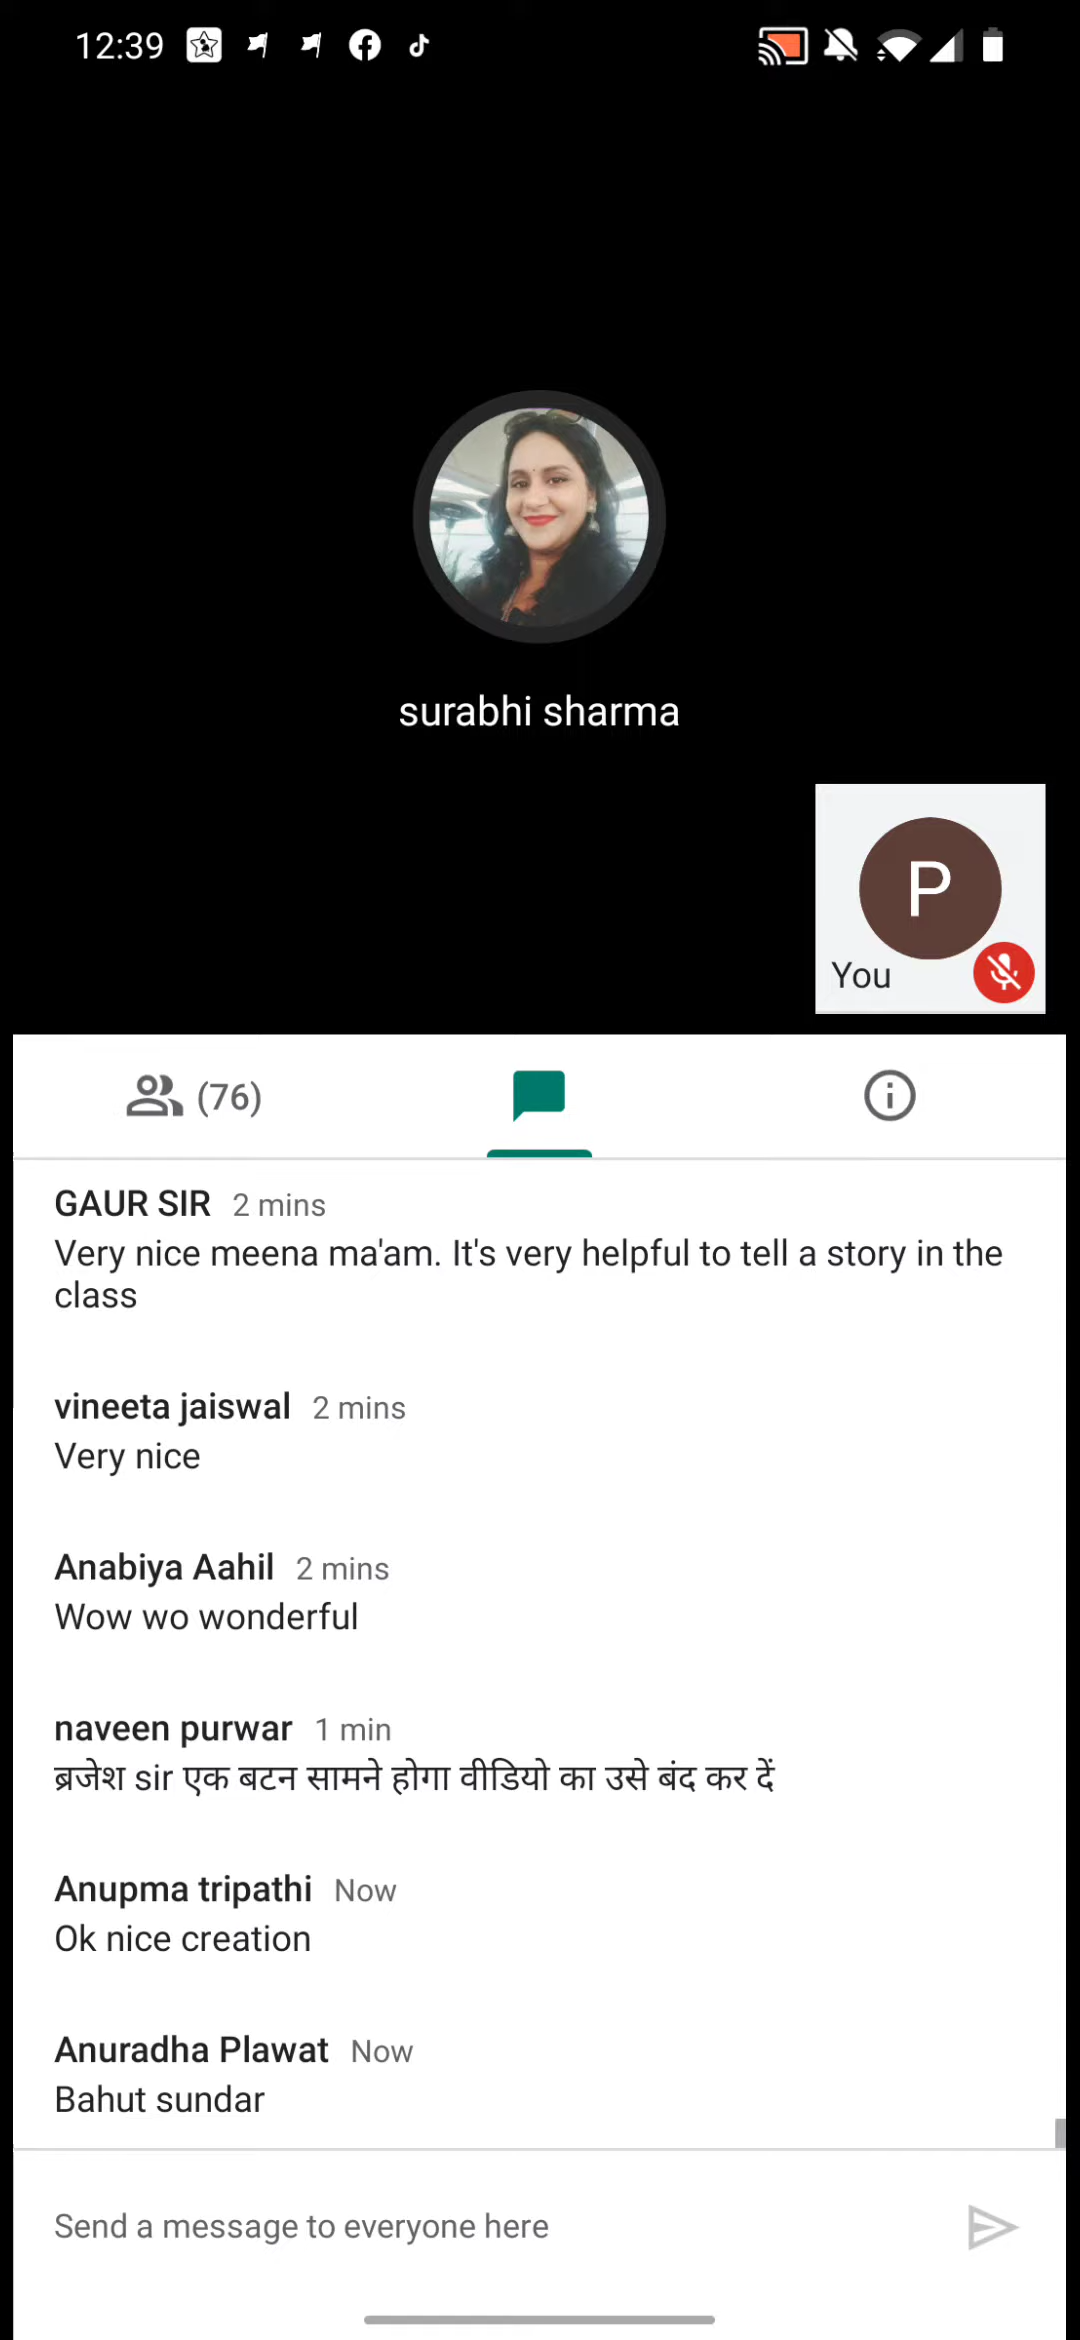 12:39
surabhi sharma
P
You
(76)
GAUR SIR 2 mins
Very nice meena ma'am. It's very helpful to tell a story in the
class
vineeta jaiswal 2 mins
Very nice
Anabiya Aahil 2 mins
Wow wo wonderful
naveen purwar 1 min
ब्रजेश sir एक बटन सामने होगा वीडियो का उसे बंद कर दें
Anupma tripathi Now
Ok nice creation
Anuradha Plawat Now
Bahut sundar
Send a message to everyone here